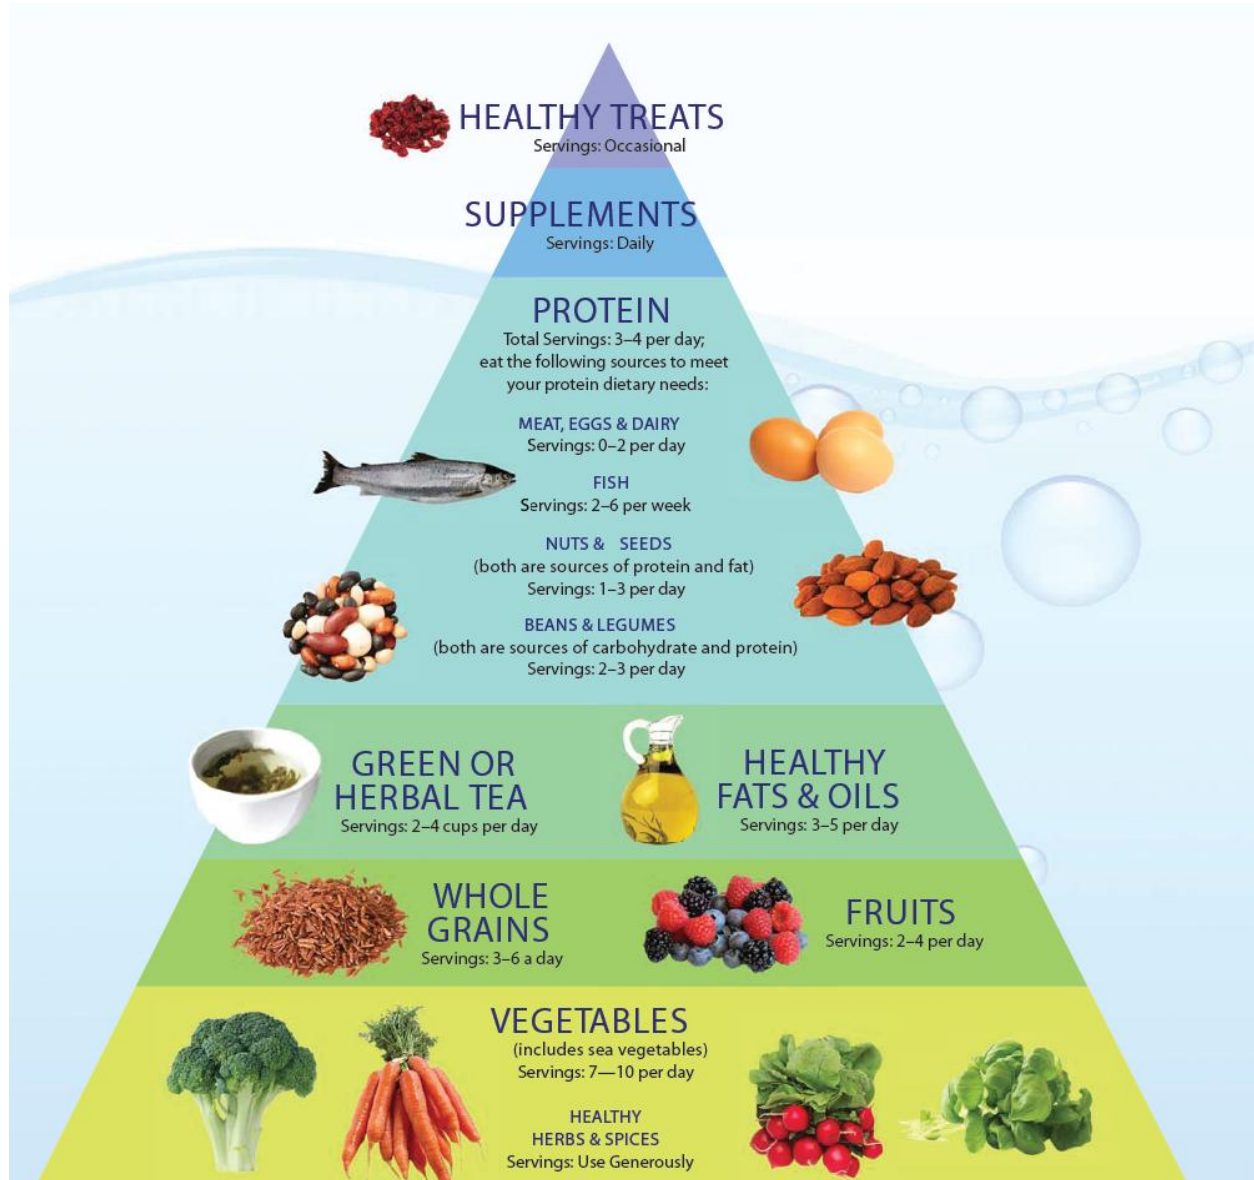 HEALTHY TREATS
Servings: Occasional
SUPPLEMENTS
Servings: Daily
PROTEIN
Total Servings: 3–4 per day;
eat the following sources to meet
your protein dietary needs:
MEAT, EGGS & DAIRY
Servings: 0–2 per day
FISH
Servings: 2–6 per week
NUTS & SEEDS
(both are sources of protein and fat)
Servings: 1–3 per day
BEANS & LEGUMES
(both are sources of carbohydrate and protein)
Servings: 2–3 per day
GREEN OR
HERBAL TEA
Servings: 2–4 cups per day
HEALTHY
FATS & OILS
Servings: 3–5 per day
WHOLE
GRAINS
Servings: 3–6 a day
FRUITS
Servings: 2–4 per day
VEGETABLES
(includes sea vegetables)
Servings: 7—10 per day
HEALTHY
HERBS & SPICES
Servings: Use Generously